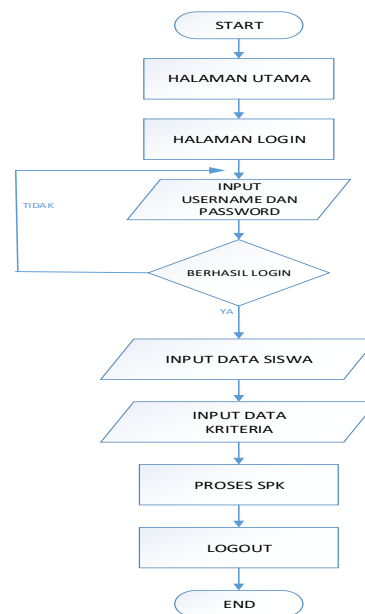 START
HALAMAN UTAMA
HALAMAN LOGIN
INPUT
USERNAME DAN
PASSWORD
TIDAK
BERHASIL LOGIN
YA
INPUT DATA SISWA
INPUT DATA
KRITERIA
PROSES SPK
LOGOUT
END